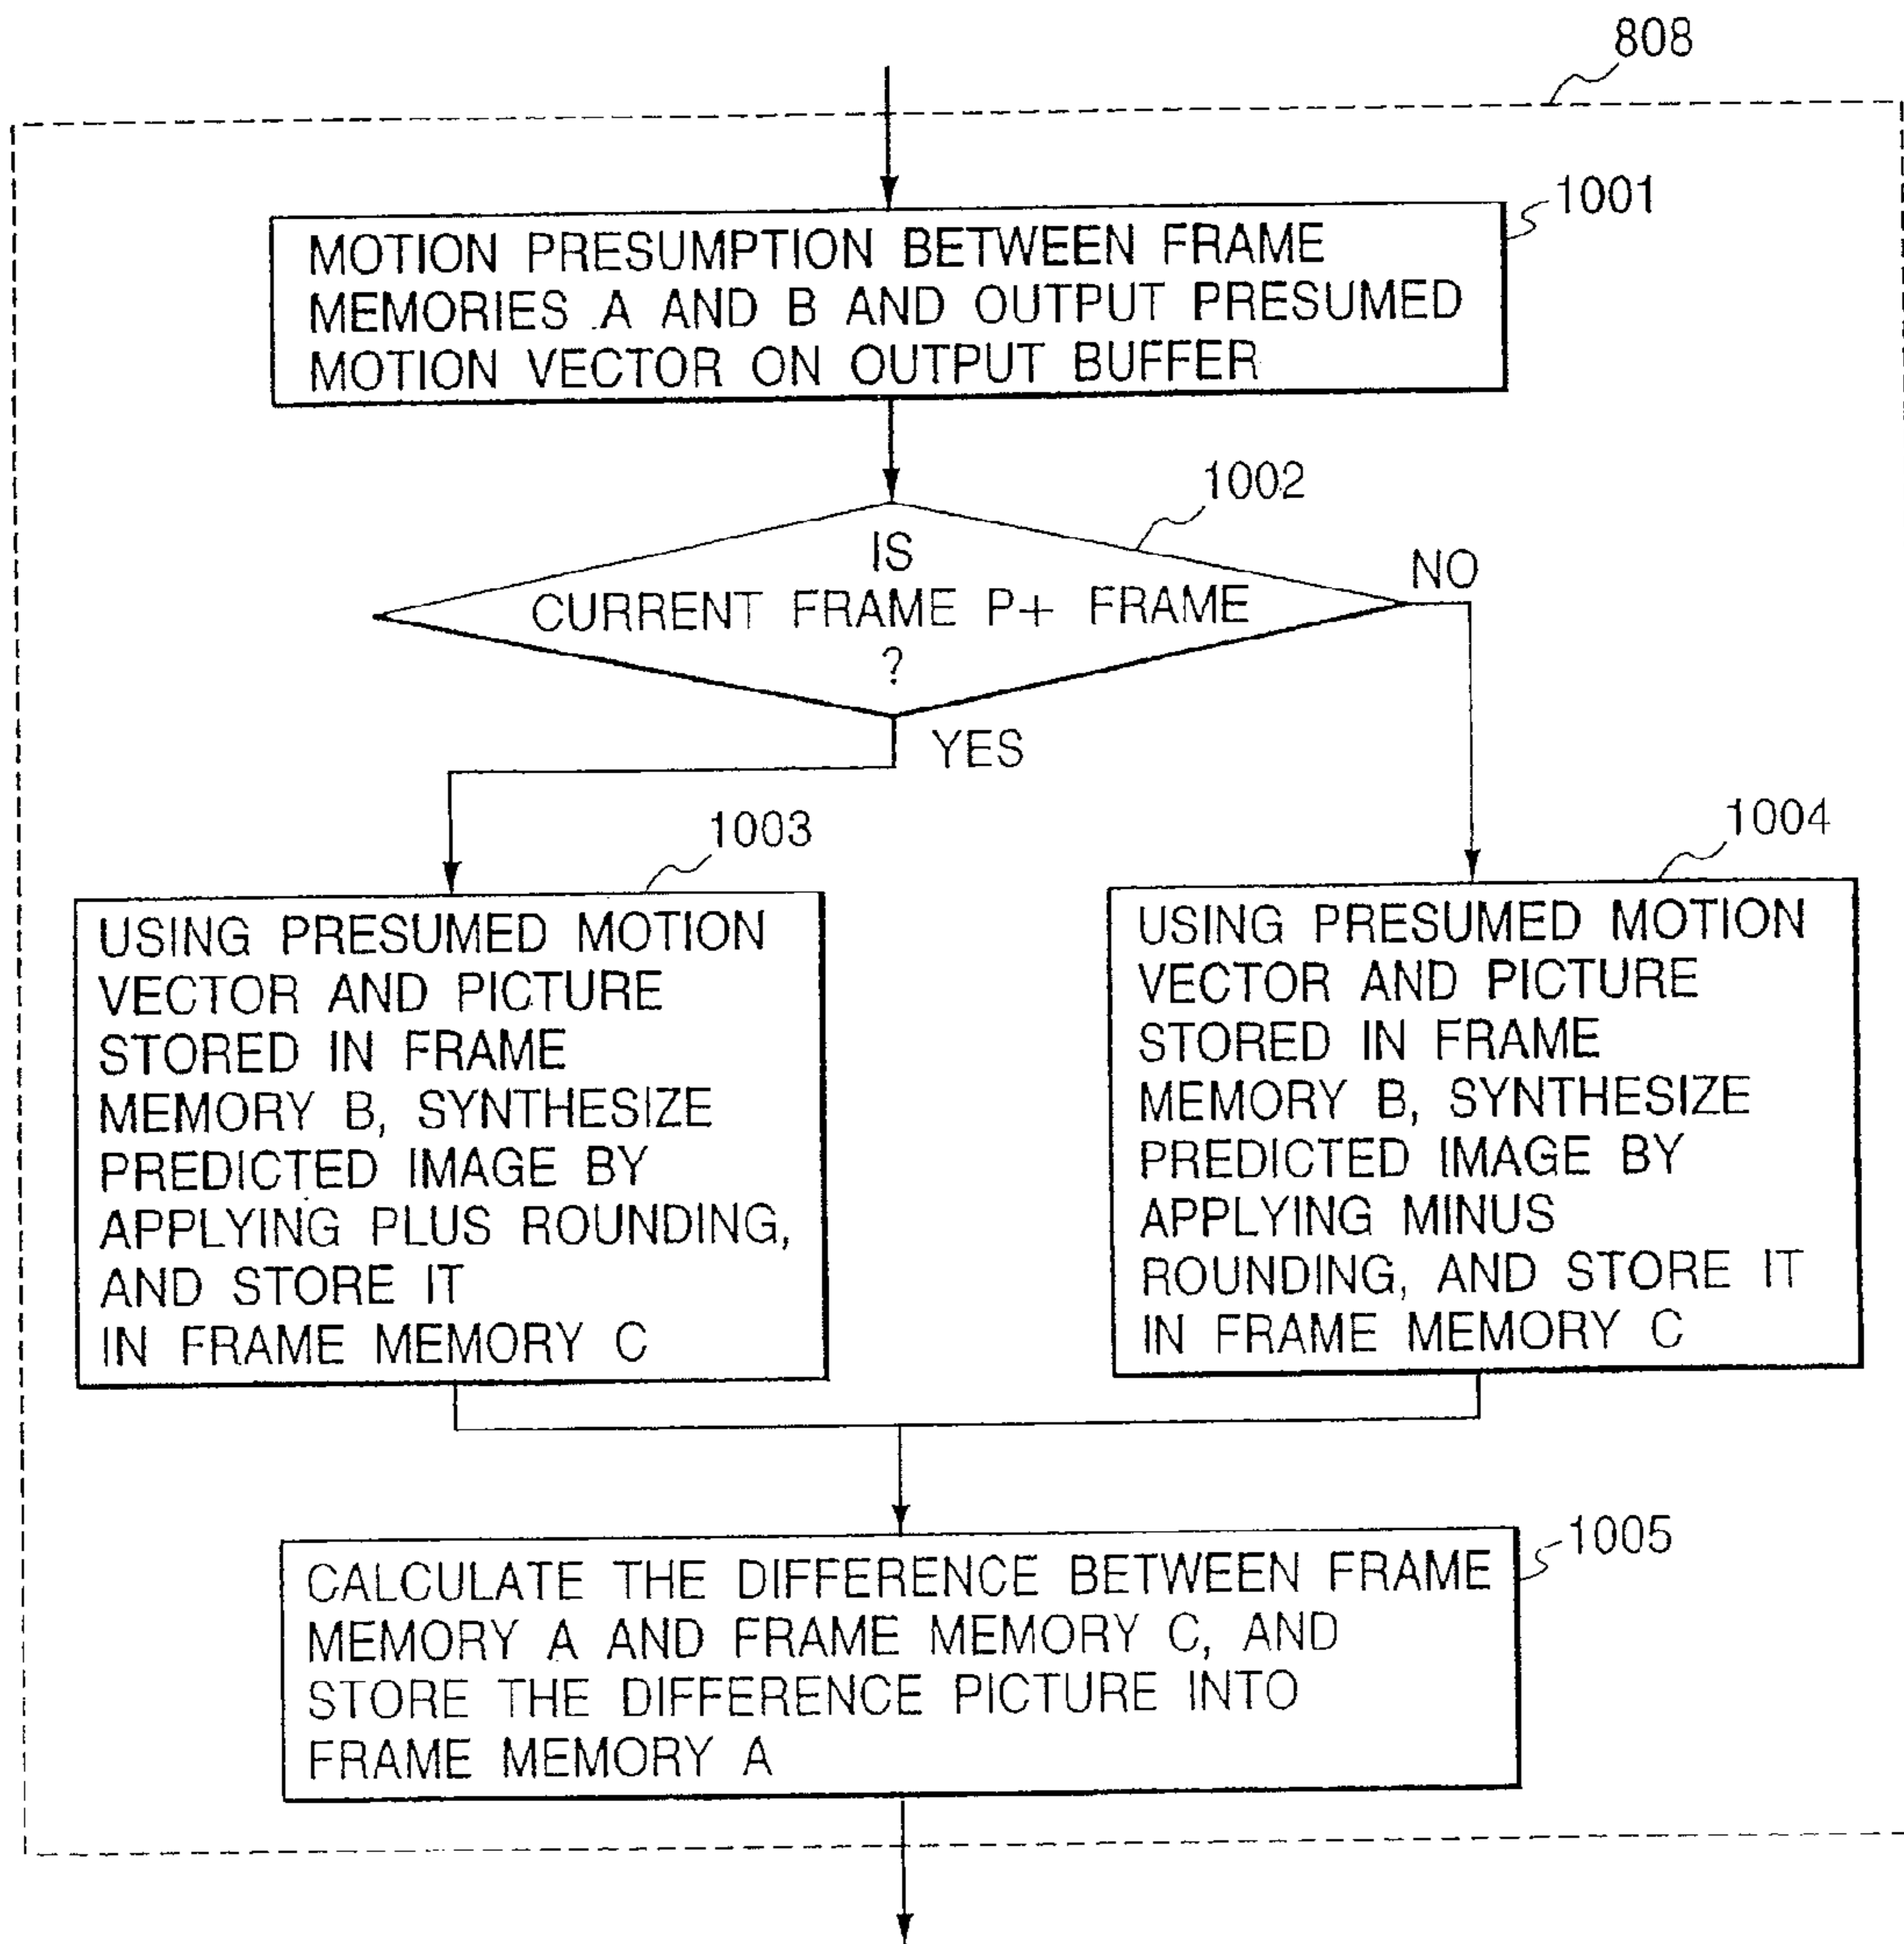 808
1001
MOTION PRESUMPTION BETWEEN FRAME
MEMORIES A AND B AND OUTPUT PRESUMED
MOTION VECTOR ON OUTPUT BUFFER
1002
IS
CURRENT FRAME P+ FRAME
?
NO
YES
1003
USING PRESUMED MOTION
VECTOR AND PICTURE
STORED IN FRAME
MEMORY B, SYNTHESIZE
PREDICTED IMAGE BY
APPLYING PLUS ROUNDING,
AND STORE IT
IN FRAME MEMORY C
1004
USING PRESUMED MOTION
VECTOR AND PICTURE
STORED IN FRAME
MEMORY B, SYNTHESIZE
PREDICTED IMAGE BY
APPLYING MINUS
ROUNDING, AND STORE IT
IN FRAME MEMORY C
1005
CALCULATE THE DIFFERENCE BETWEEN FRAME
MEMORY A AND FRAME MEMORY C, AND
STORE THE DIFFERENCE PICTURE INTO
FRAME MEMORY A